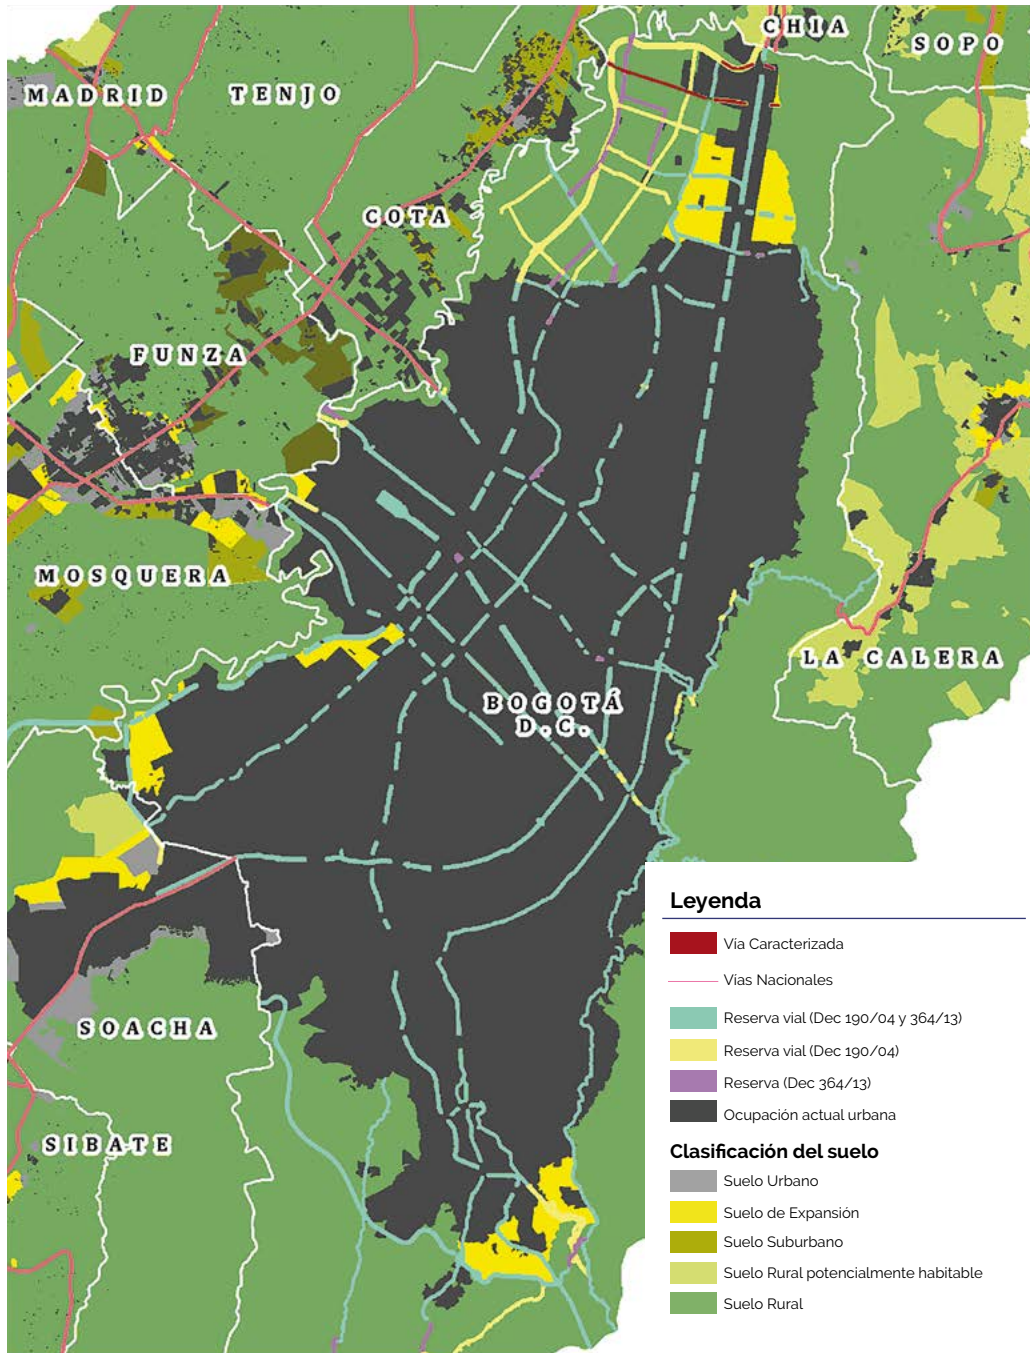 CHIA
SOPO
MADRID
TENJO
COTA
FUNZA
MOSQUERA
LA CALERA
BOGOTÁ
D.C.
SOACHA
SIBATE
Leyenda
Vía Caracterizada
Vías Nacionales
Reserva vial (Dec 190/04 y 364/13)
Reserva vial (Dec 190/04)
Reserva (Dec 364/13)
Ocupación actual urbana
Clasificación del suelo
Suelo Urbano
Suelo de Expansión
Suelo Suburbano
Suelo Rural potencialmente habitable
Suelo Rural